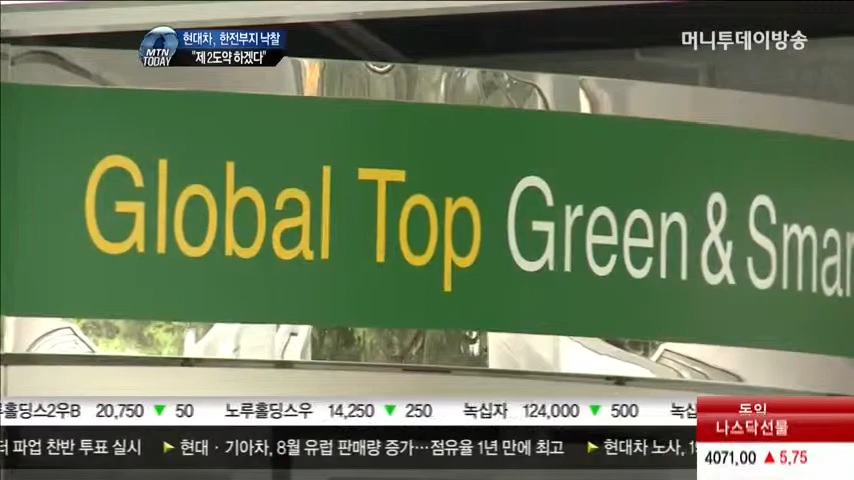 현대차, 한전부지 낙찰
"제2도약 하겠다"
MTN
TODAY
머니투데이방송
Global Top Green & Smar
루홀딩스2우B 20,750 ▼ 50 노루홀딩스우 14,250 ▼ 250 녹십자 124,000 ▼ 500 녹십
터 파업 찬반 투표 실시 ▶ 현대 · 기아차, 8월 유럽 판매량 증가…점유율 1년 만에 최고 ▶ 현대차 노사,
나스닥선물
4071,00 ▲ 5,75